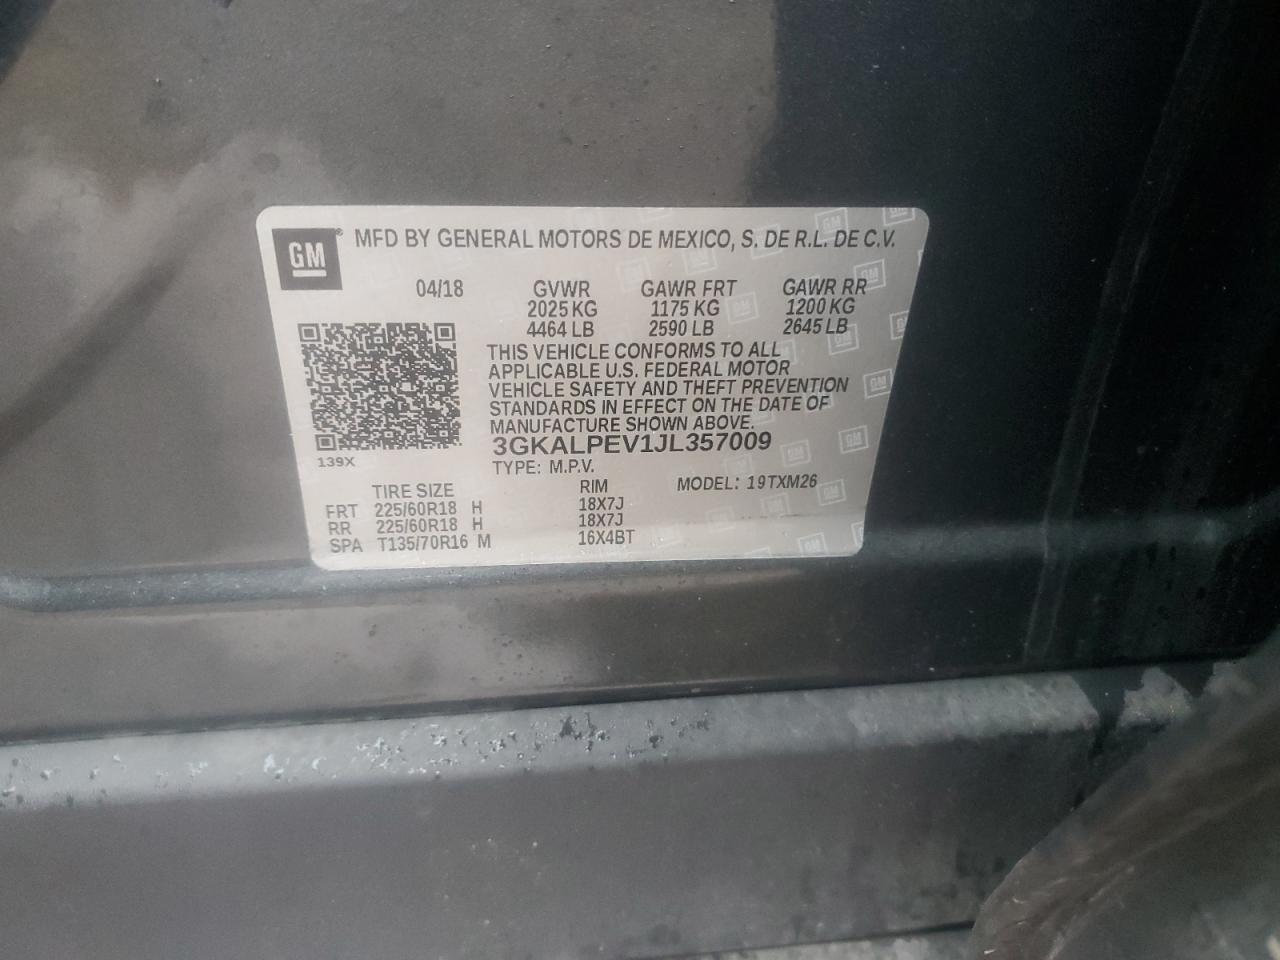 GM ® MFD BY GENERAL MOTORS DE MEXICO, S. DE R.L. DE C.V.
04/18 GVWR GAWR FRT GAWR RR
2025 KG 1175 KG 1200 KG
4464 LB 2590 LB 2645 LB
THIS VEHICLE CONFORMS TO ALL
APPLICABLE U.S. FEDERAL MOTOR
VEHICLE SAFETY AND THEFT PREVENTION
STANDARDS IN EFFECT ON THE DATE OF
MANUFACTURE SHOWN ABOVE.
3GKALPEV1JL357009
139X
TYPE: M.P.V.
TIRE SIZE RIM MODEL: 19TXM26
FRT 225/60R18 H 18X7J
RR 225/60R18 H 18X7J
SPA T135/70R16 M 16X4BT